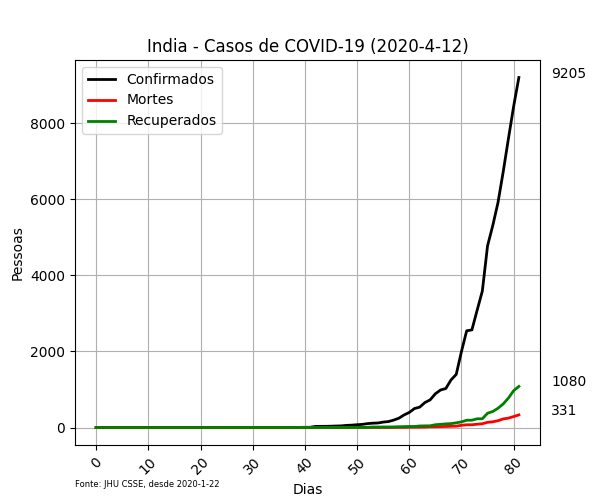 India - Casos de COVID-19 (2020-4-12)
Confirmados
Mortes
Recuperados
9205
1080
331
Pessoas
8000
6000
4000
2000
0
0 10 20 30 40 50 60 70 80
Dias
Fonte: JHU CSSE, desde 2020-1-22